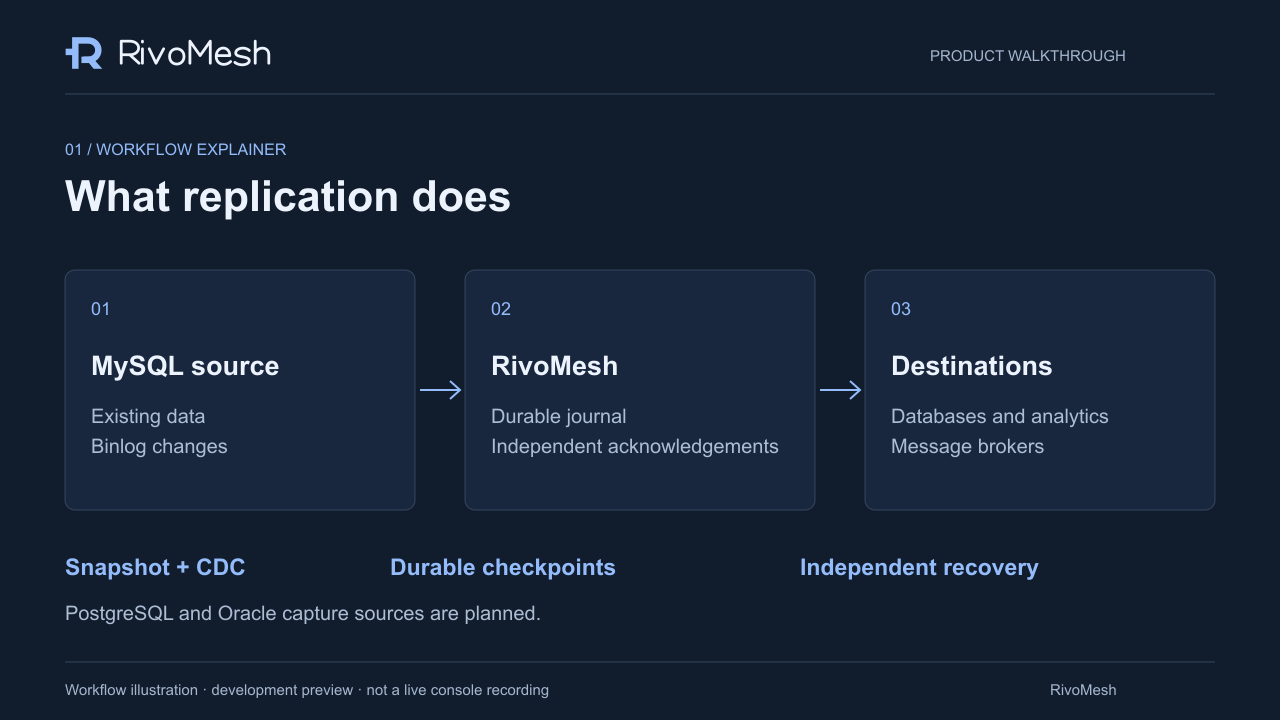 RivoMesh
PRODUCT WALKTHROUGH
01 / WORKFLOW EXPLAINER
What replication does
01
MySQL source
Existing data
Binlog changes
02
RivoMesh
Durable journal
Independent acknowledgements
03
Destinations
Databases and analytics
Message brokers
Snapshot + CDC
Durable checkpoints
Independent recovery
PostgreSQL and Oracle capture sources are planned.
Workflow illustration · development preview · not a live console recording
RivoMesh